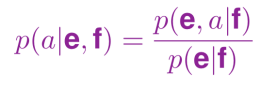 p(a|e, f) = p(e, a|f) / p(e|f)